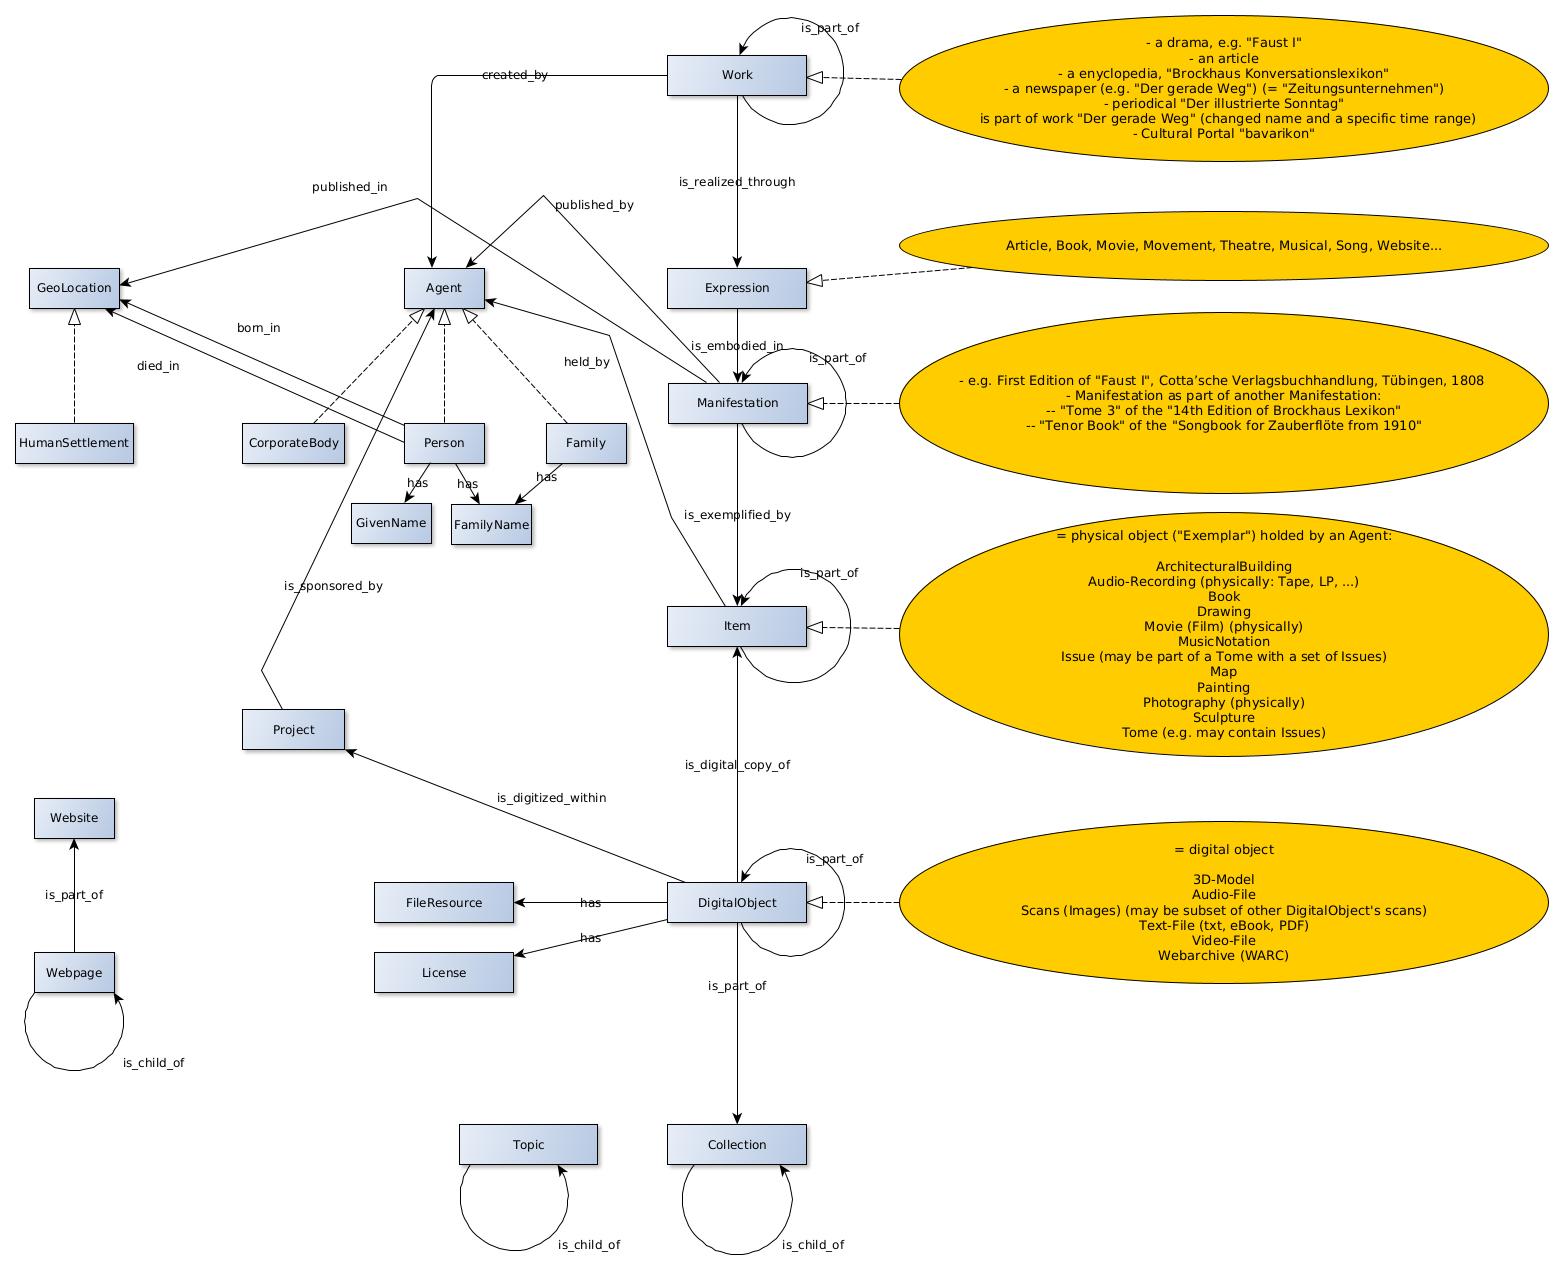 is_part_of
Work
created_by
- a drama, e.g. "Faust I"
- an article
- a enyclopedia, "Brockhaus Konversationslexikon"
- a newspaper (e.g. "Der gerade Weg") (= "Zeitungsunternehmen")
- periodical "Der illustrierte Sonntag"
is part of work "Der gerade Weg" (changed name and a specific time range)
- Cultural Portal "bavarikon"
is_realized_through
published_in
published_by
Article, Book, Movie, Movement, Theatre, Musical, Song, Website...
GeoLocation
Agent
Expression
born_in
died_in
held_by
is_embodied_in
is_part_of
Manifestation
- e.g. First Edition of "Faust I", Cotta’sche Verlagsbuchhandlung, Tübingen, 1808
- Manifestation as part of another Manifestation:
-- "Tome 3" of the "14th Edition of Brockhaus Lexikon"
-- "Tenor Book" of the "Songbook for Zauberflöte from 1910"
HumanSettlement
CorporateBody
Person
Family
has
has
has
GivenName
FamilyName
is_exemplified_by
is_sponsored_by
is_part_of
Item
= physical object ("Exemplar") holded by an Agent:
ArchitecturalBuilding
Audio-Recording (physically: Tape, LP, ...)
Book
Drawing
Movie (Film) (physically)
MusicNotation
Issue (may be part of a Tome with a set of Issues)
Map
Painting
Photography (physically)
Sculpture
Tome (e.g. may contain Issues)
Project
is_digital_copy_of
is_digitized_within
Website
is_part_of
Webpage
is_child_of
is_part_of
FileResource
has
DigitalObject
has
License
= digital object
3D-Model
Audio-File
Scans (Images) (may be subset of other DigitalObject's scans)
Text-File (txt, eBook, PDF)
Video-File
Webarchive (WARC)
is_part_of
Topic
Collection
is_child_of
is_child_of